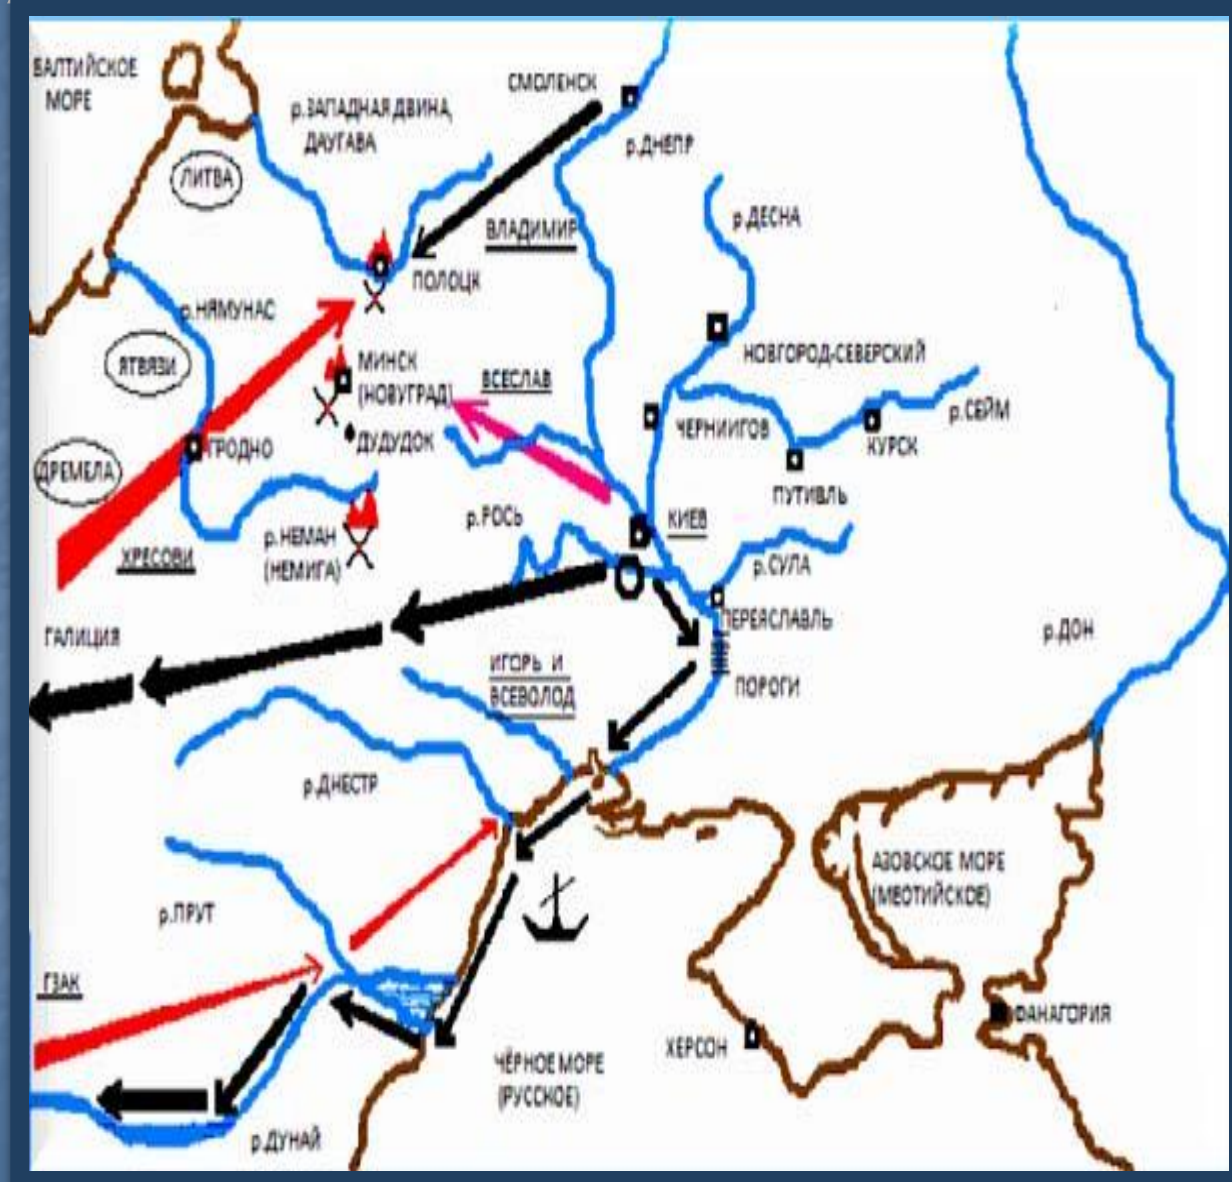 БАЛТИЙСКОЕ
МОРЕ
р.ЗАПАДНАЯ ДВИНА,
ДАУГАВА
СМОЛЕНСК
р.ДНЕПР
ЛИТВА
ВЛАДИМИР
р.ДЕСНА
ПОЛОЦК
р.НЯМУНАС
НОВГОРОД-СЕВЕРСКИЙ
ЯТВЯЗИ
МИНСК
(НОВУГРАД)
ВСЕСЛАВ
р.СЕЙМ
ЧЕРНИИГОВ
КУРСК
ДУДУДОК
ГРОДНО
ДРЕМЕЛА
ПУТИВЛЬ
р.РОСЬ
КИЕВ
р.НЕМАН
(НЕМИГА)
ХРЕСОВИ
р.СУЛА
ПЕРЕЯСЛАВЛЬ
ГАЛИЦИЯ
р.ДОН
ИГОРЬ И
ВСЕВОЛОД
ПОРОГИ
р.ДНЕСТР
АЗОВСКОЕ МОРЕ
(МЕОТИЙСКОЕ)
р.ПРУТ
ГЗАК
ФАНАГОРИЯ
ХЕРСОН
ЧЁРНОЕ МОРЕ
(РУССКОЕ)
р.ДУНАЙ